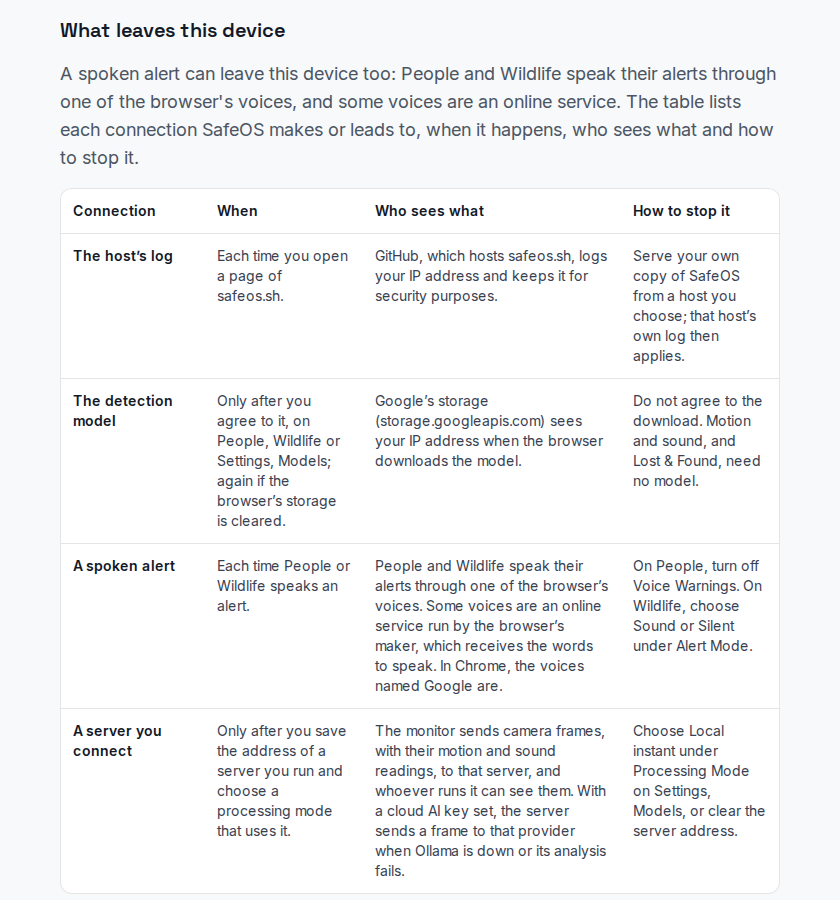 What leaves this device
A spoken alert can leave this device too: People and Wildlife speak their alerts through
one of the browser's voices, and some voices are an online service. The table lists
each connection SafeOS makes or leads to, when it happens, who sees what and how
to stop it.
Connection
When
Who sees what
How to stop it
The host’s log
Each time you open
a page of
safeos.sh.
GitHub, which hosts safeos.sh, logs
your IP address and keeps it for
security purposes.
Serve your own
copy of SafeOS
from a host you
choose; that host’s
own log then
applies.
The detection
model
Only after you
agree to it, on
People, Wildlife or
Settings, Models;
again if the
browser’s storage
is cleared.
Google’s storage
(storage.googleapis.com) sees
your IP address when the browser
downloads the model.
Do not agree to the
download. Motion
and sound, and
Lost & Found, need
no model.
A spoken alert
Each time People or
Wildlife speaks an
alert.
People and Wildlife speak their
alerts through one of the browser’s
voices. Some voices are an online
service run by the browser’s
maker, which receives the words
to speak. In Chrome, the voices
named Google are.
On People, turn off
Voice Warnings. On
Wildlife, choose
Sound or Silent
under Alert Mode.
A server you
connect
Only after you save
the address of a
server you run and
choose a
processing mode
that uses it.
The monitor sends camera frames,
with their motion and sound
readings, to that server, and
whoever runs it can see them. With
a cloud AI key set, the server
sends a frame to that provider
when Ollama is down or its analysis
fails.
Choose Local
instant under
Processing Mode
on Settings,
Models, or clear the
server address.